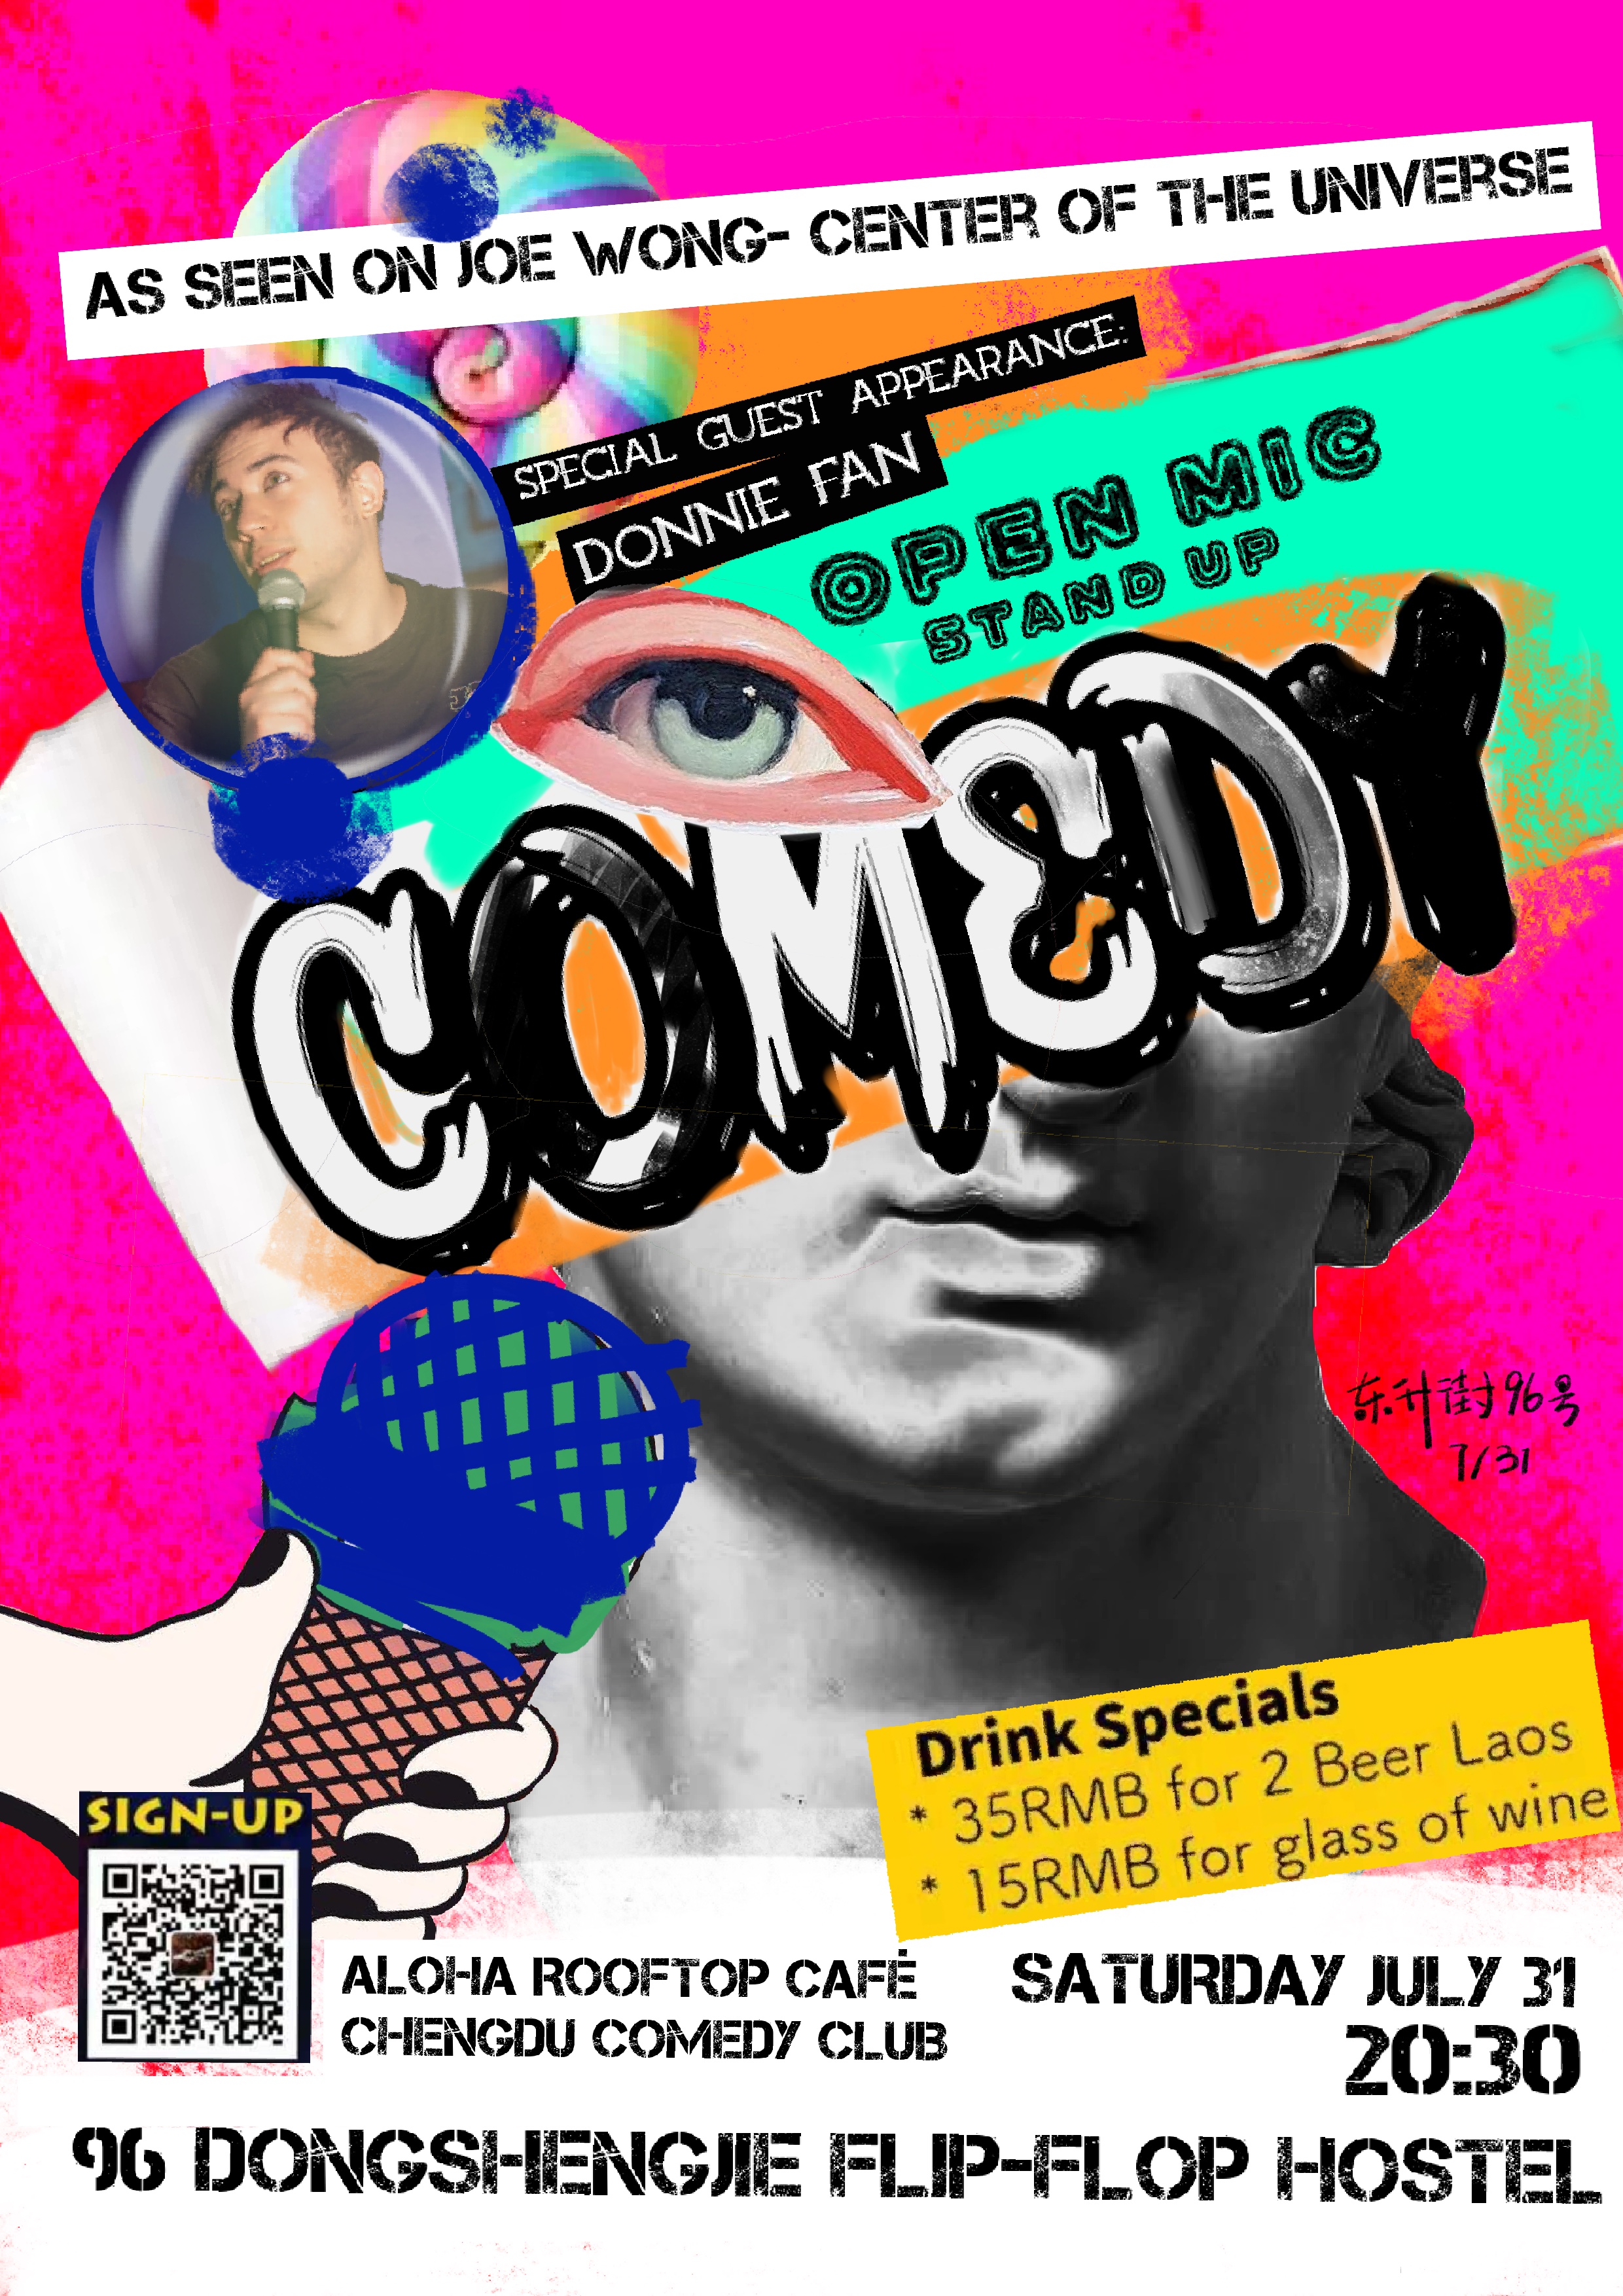 AS SEEN ON JOE WONG- CENTER OF THE UNIVERSE
SPECIAL GUEST APPEARANCE:
DONNIE FAN
OPEN MIC
STAND UP
COMEDY
东升街96号
7/31
Drink Specials
* 35RMB for 2 Beer Laos
* 15RMB for glass of wine
SIGN-UP
ALOHA ROOFTOP CAFÉ
CHENGDU COMEDY CLUB
SATURDAY JULY 31
20:30
96 DONGSHENGJIE FLIP-FLOP HOSTEL